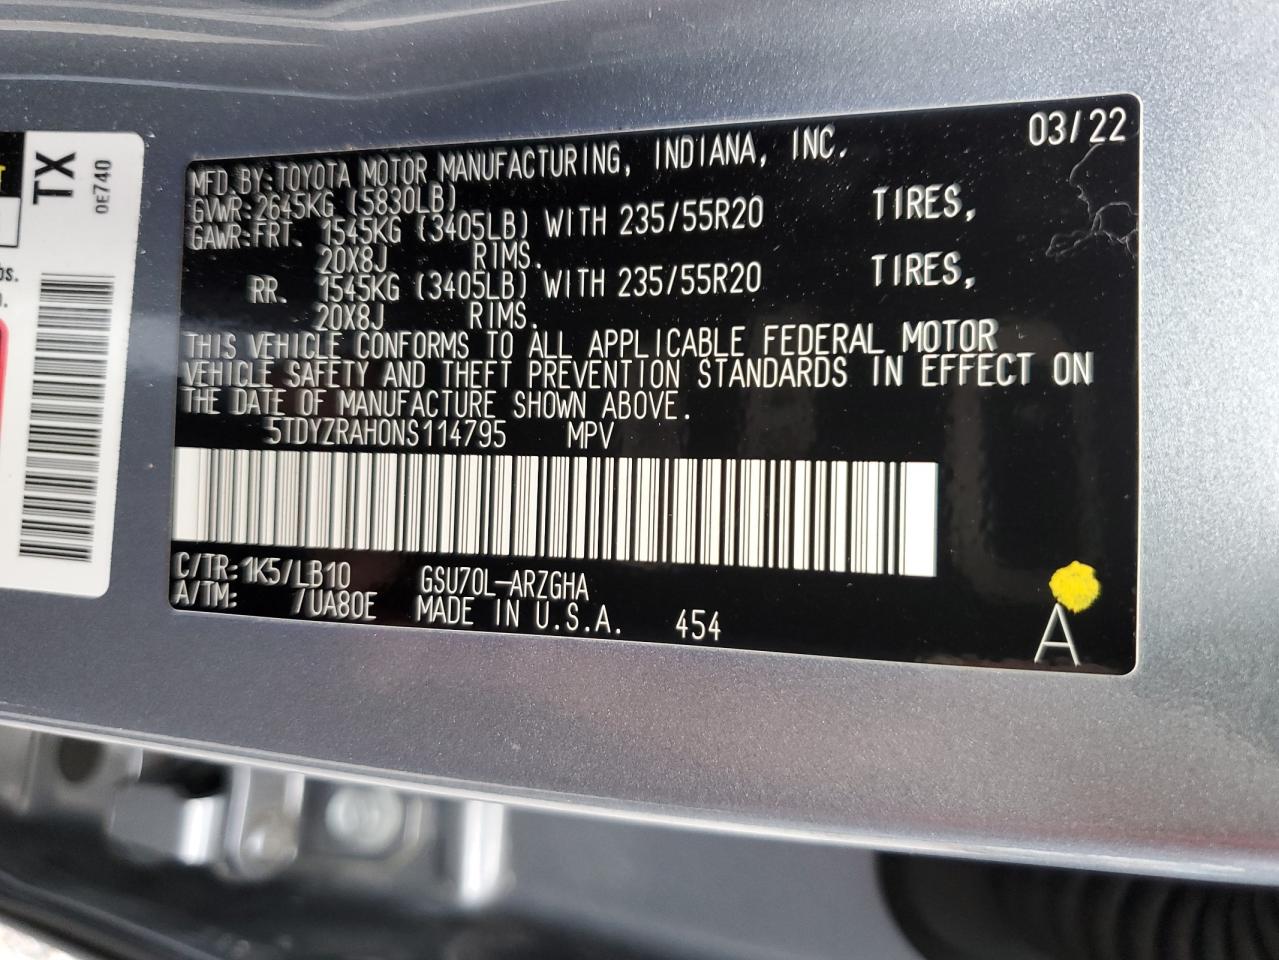 03/22
MFD.BY:TOYOTA MOTOR MANUFACTURING, INDIANA, INC.
GVWR:2645KG (5830LB)
GAWR:FRT. 1545KG (3405LB) WITH 235/55R20 TIRES,
20X8J RIMS.
RR. 1545KG (3405LB) WITH 235/55R20 TIRES,
20X8J RIMS.
THIS VEHICLE CONFORMS TO ALL APPLICABLE FEDERAL MOTOR
VEHICLE SAFETY AND THEFT PREVENTION STANDARDS IN EFFECT ON
THE DATE OF MANUFACTURE SHOWN ABOVE.
5TDYZRAH0NS114795 MPV
C/TR:1K5/LB10 GSU70L-ARZGHA
A/TM: /UA80E MADE IN U.S.A. 454
A
TX
0E740